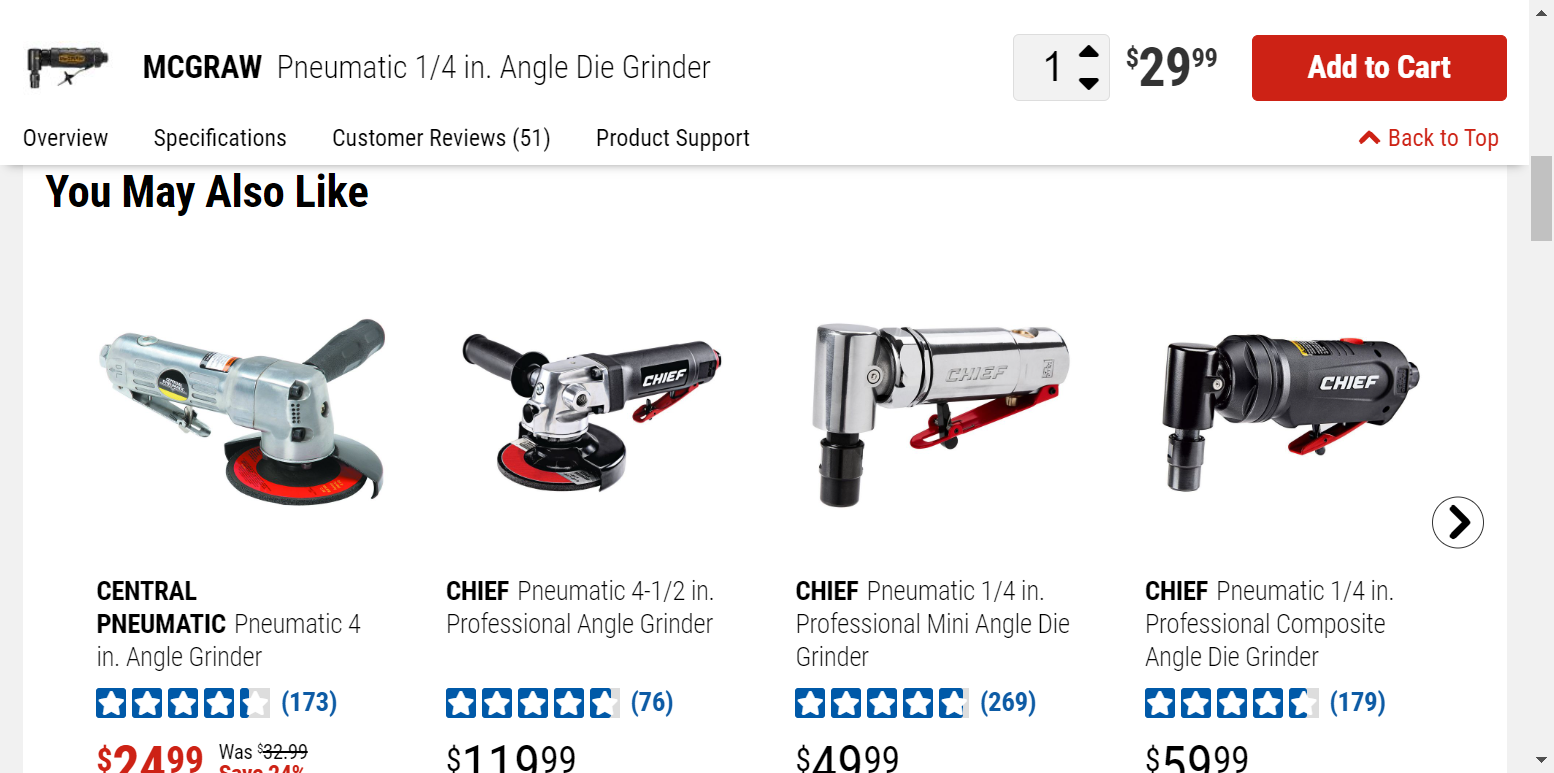 MCGRAW Pneumatic 1/4 in. Angle Die Grinder
1
$29.99
Add to Cart
Overview
Specifications
Customer Reviews (51)
Product Support
Back to Top
You May Also Like
CHIEF
CHIEF
CHIEF
CENTRAL
PNEUMATIC Pneumatic 4
in. Angle Grinder
(173)
$24.99 Was $32.99
Save 24%
CHIEF Pneumatic 4-1/2 in.
Professional Angle Grinder
(76)
$119.99
CHIEF Pneumatic 1/4 in.
Professional Mini Angle Die
Grinder
(269)
$49.99
CHIEF Pneumatic 1/4 in.
Professional Composite
Angle Die Grinder
(179)
$59.99